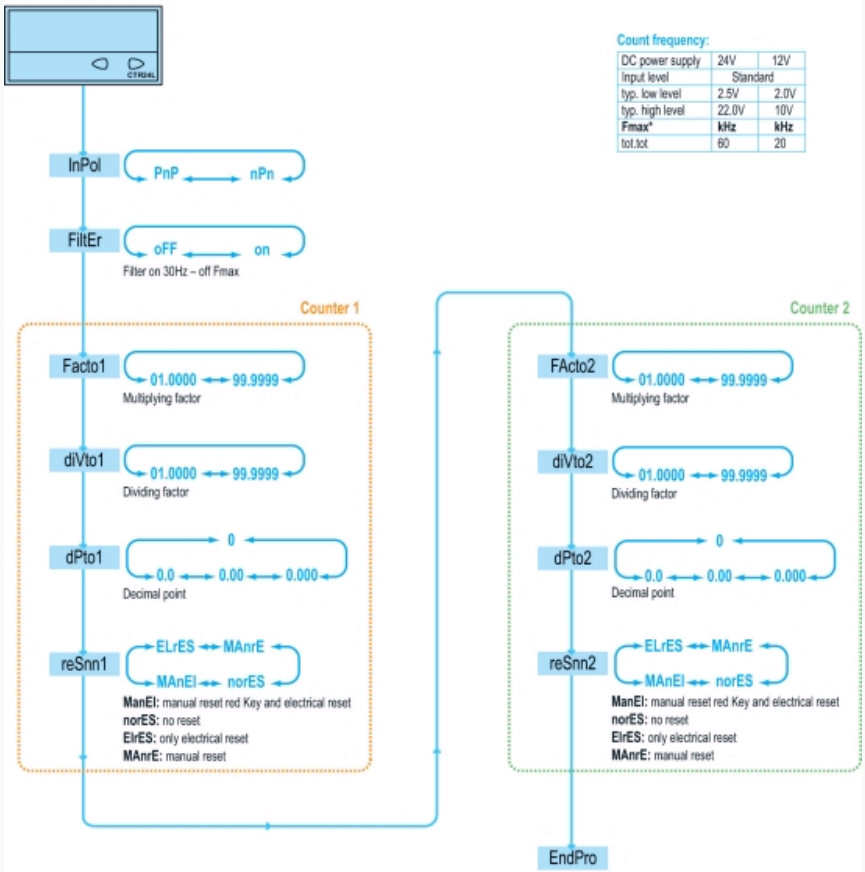 CTR24L
Count frequency:
DC power supply 24V 12V
Input level Standard
typ. low level 2.5V 2.0V
typ. high level 22.0V 10V
Fmax* kHz kHz
tot.tot 60 20
InPol PnP nPn
FiltEr oFF on
Filter on 30Hz – off Fmax
Counter 1
Facto1 01.0000 99.9999
Multiplying factor
diVto1 01.0000 99.9999
Dividing factor
0
dPto1
0.0 0.00 0.000
Decimal point
ELrES MAnrE
reSnn1
MAnEl norES
ManEl: manual reset red Key and electrical reset
norES: no reset
ElrES: only electrical reset
MAnrE: manual reset
Counter 2
FActo2 01.0000 99.9999
Multiplying factor
diVto2 01.0000 99.9999
Dividing factor
0
dPto2
0.0 0.00 0.000
Decimal point
ELrES MAnrE
reSnn2
MAnEl norES
ManEl: manual reset red Key and electrical reset
norES: no reset
ElrES: only electrical reset
MAnrE: manual reset
EndPro